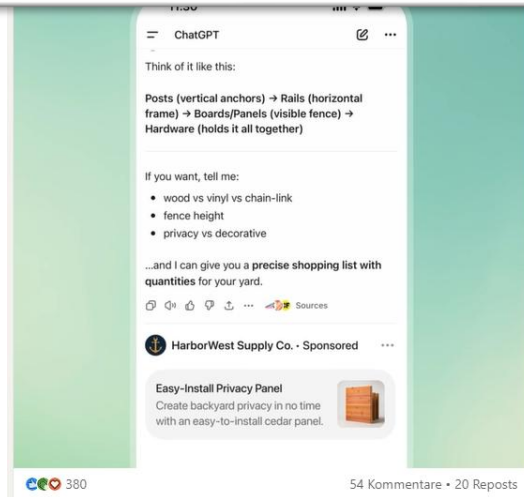 11:30
ChatGPT
Think of it like this:
Posts (vertical anchors) → Rails (horizontal
frame) → Boards/Panels (visible fence) →
Hardware (holds it all together)
If you want, tell me:
• wood vs vinyl vs chain-link
• fence height
• privacy vs decorative
...and I can give you a precise shopping list with
quantities for your yard.
Sources
HarborWest Supply Co. · Sponsored
Easy-Install Privacy Panel
Create backyard privacy in no time
with an easy-to-install cedar panel.
380
54 Kommentare • 20 Reposts